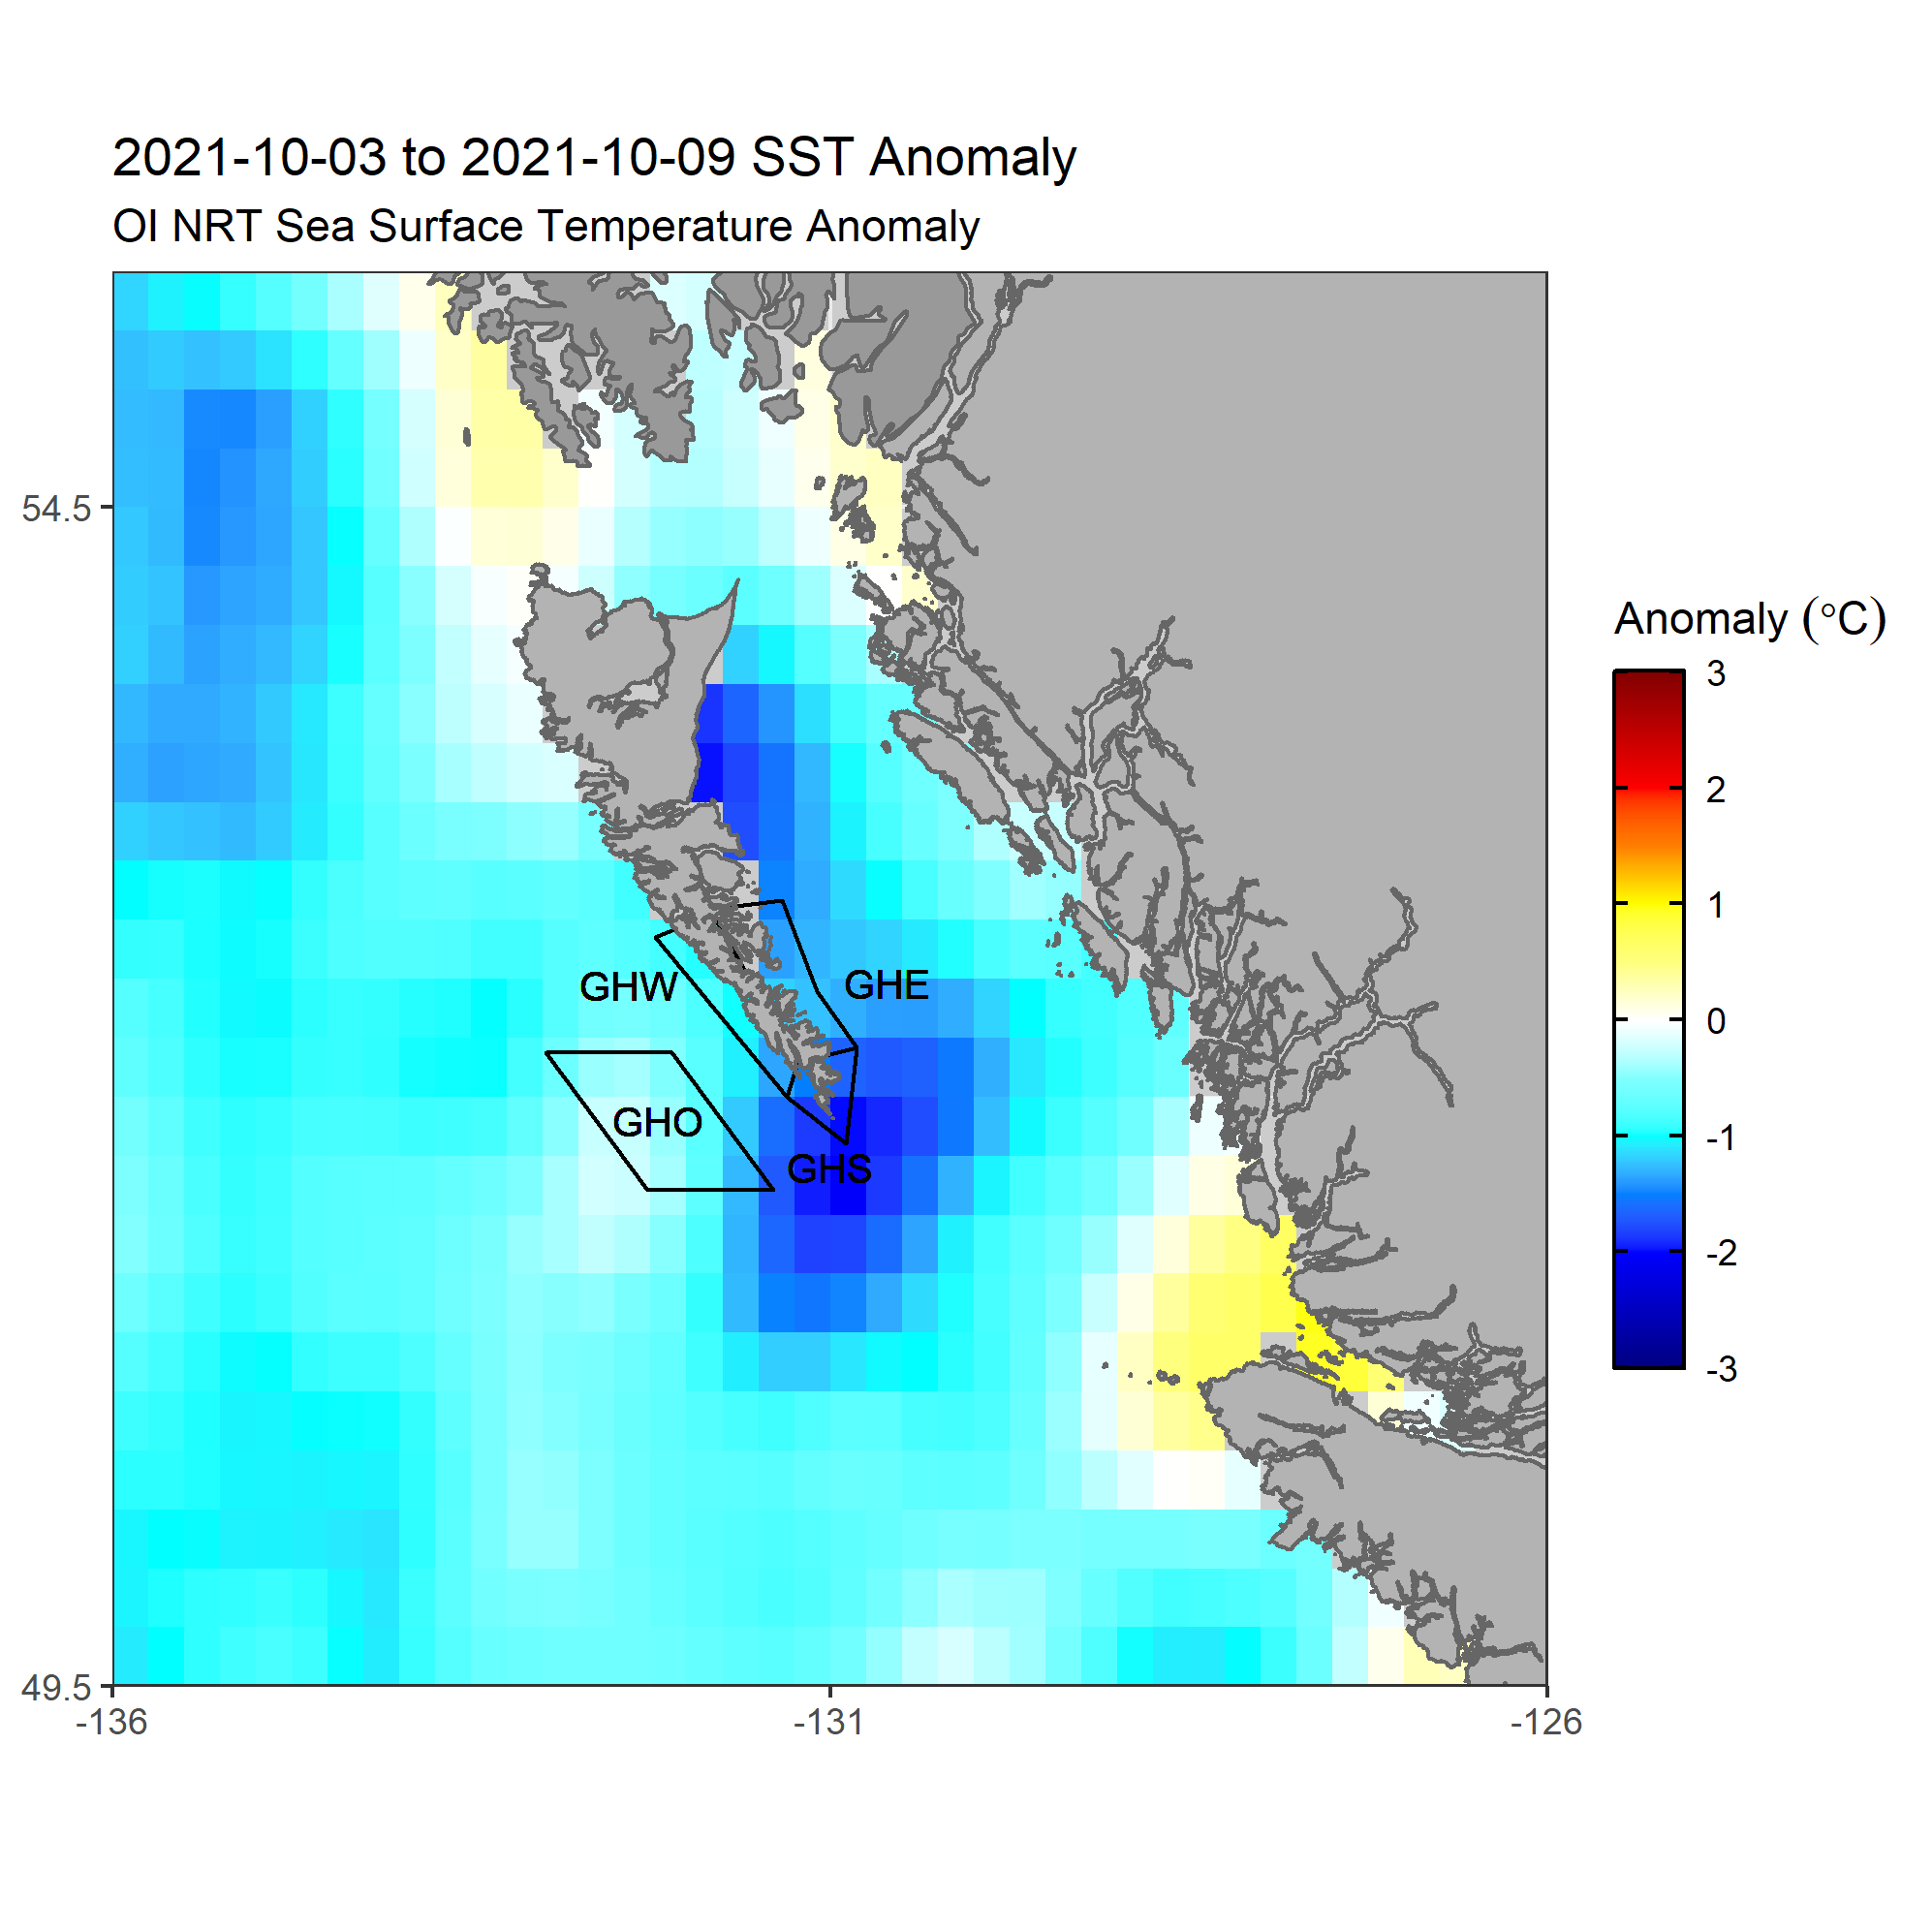 2021-10-03 to 2021-10-09 SST Anomaly
OI NRT Sea Surface Temperature Anomaly
54.5
49.5
-136
-131
-126
GHW
GHE
GHO
GHS
Anomaly (°C)
3
2
1
0
-1
-2
-3